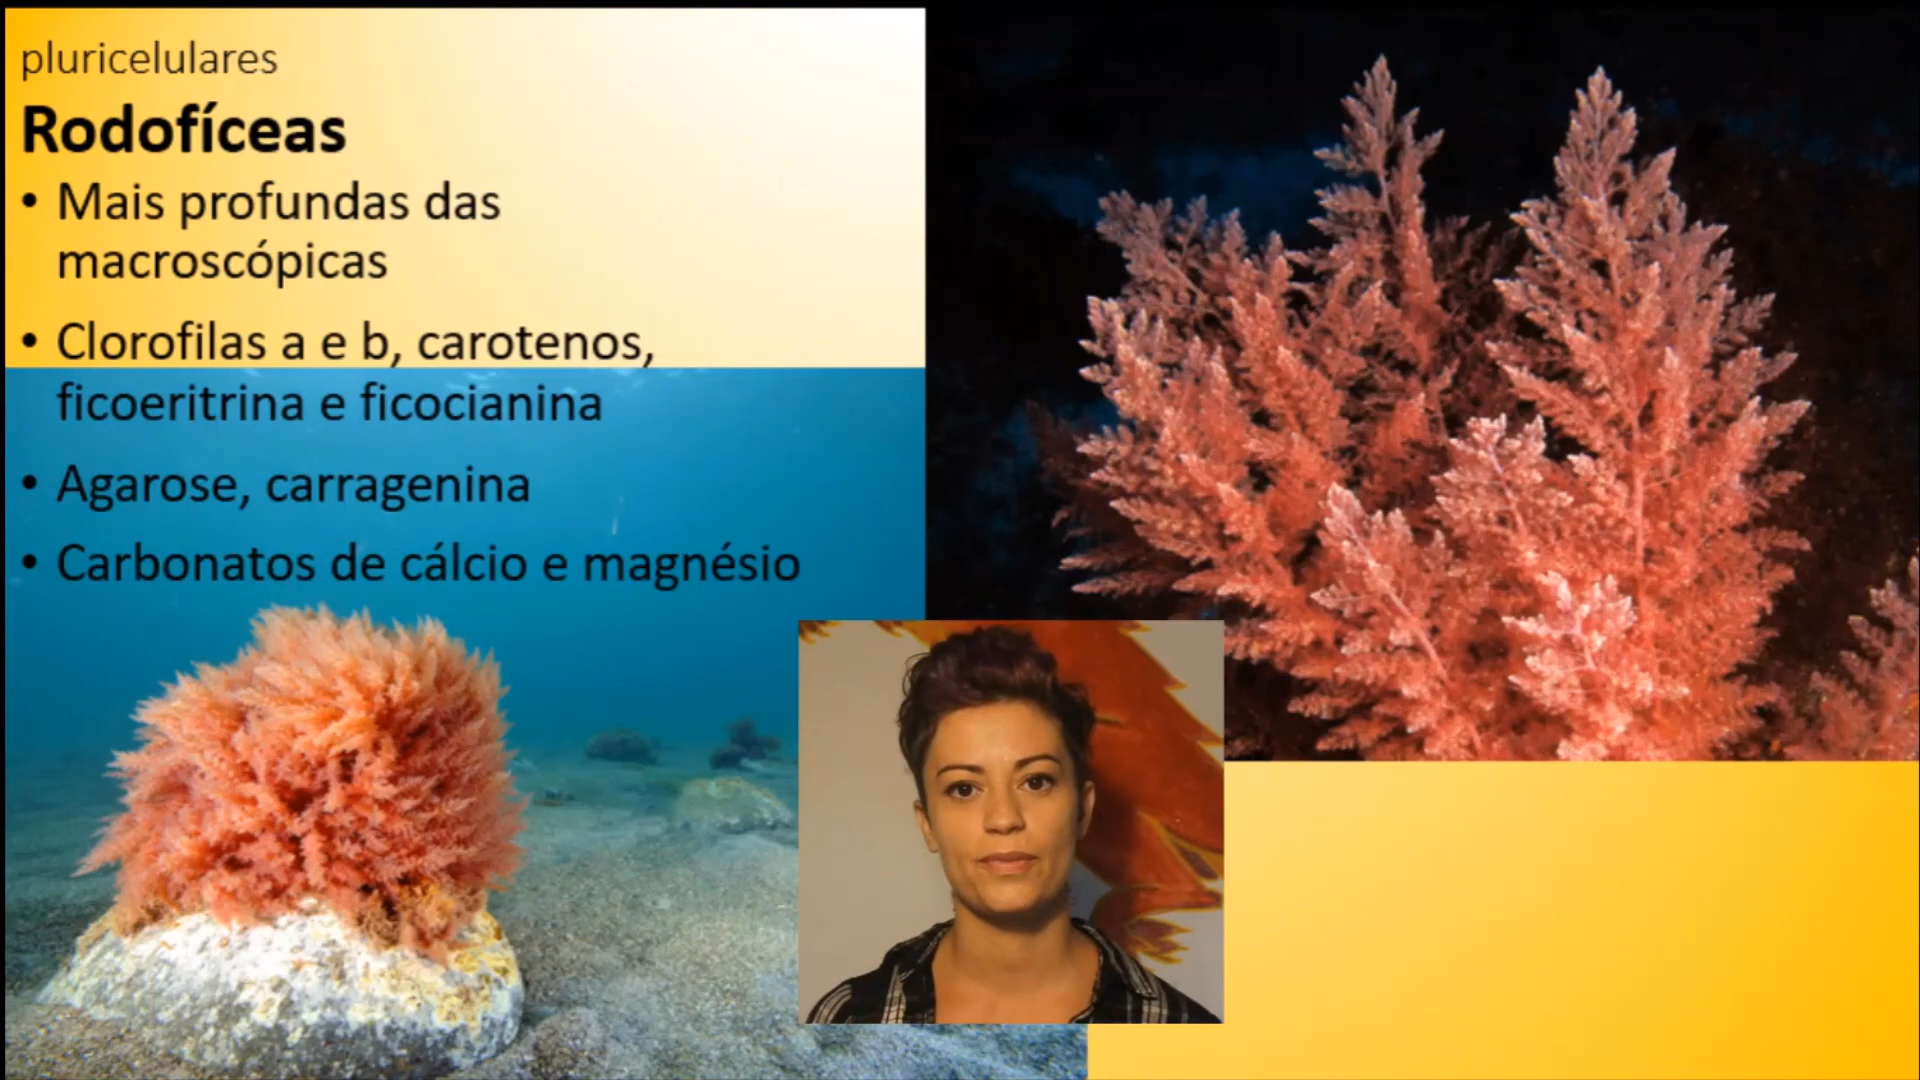 pluricelulares
Rodofíceas
• Mais profundas das
macroscópicas
• Clorofilas a e b, carotenos,
ficoeritrina e ficocianina
• Agarose, carragenina
• Carbonatos de cálcio e magnésio